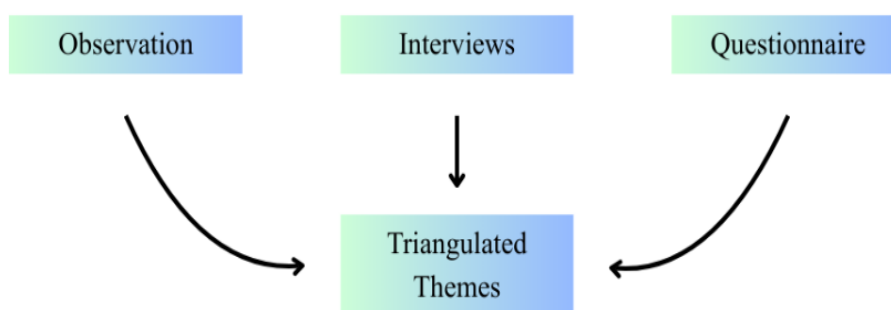 Observation
Interviews
Questionnaire
Triangulated
Themes